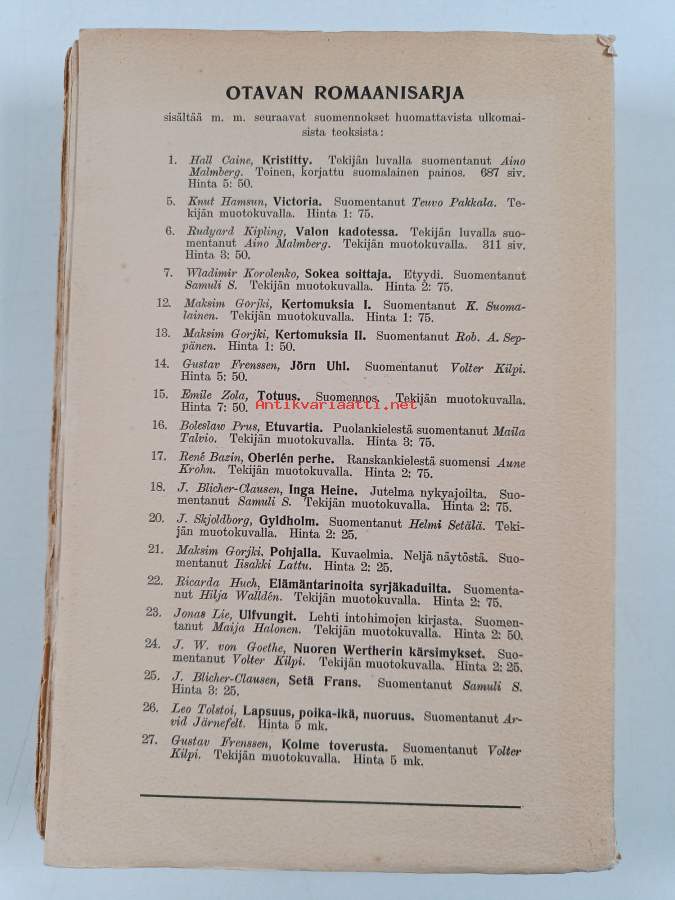 OTAVAN ROMAANISARJA
sisältää m. m. seuraavat suomennokset huomattavista ulkomai-
sista teoksista:
1. Hall Caine, Kristitty. Tekijän luvalla suomentanut Aino
Malmberg. Toinen, korjattu suomalainen painos. 687 siv.
Hinta 5: 50.
5. Knut Hamsun, Victoria. Suomentanut Teuvo Pakkala. Te-
kijän muotokuvalla. Hinta 1: 75.
6. Rudyard Kipling, Valon kadotessa. Tekijän luvalla suo-
mentanut Aino Malmberg. Tekijän muotokuvalla. 311 siv.
Hinta 3: 50.
7. Wladimir Korolenko, Sokea soittaja. Etyydi. Suomentanut
Samuli S. Tekijän muotokuvalla. Hinta 2: 75.
12. Maksim Gorjki, Kertomuksia I. Suomentanut K. Suoma-
lainen. Tekijän muotokuvalla. Hinta 1: 75.
13. Maksim Gorjki, Kertomuksia II. Suomentanut Rob. A. Sep-
pänen. Hinta 1: 50.
14. Gustav Frenssen, Jörn Uhl. Suomentanut Volter Kilpi.
Hinta 5: 50.
15. Emile Zola, Totuus. Suomennos. Tekijän muotokuvalla.
Hinta 7: 50.
Antikvariaatti.net
16. Boleslaw Prus, Etuvartia. Puolankielestä suomentanut Maila
Talvio. Tekijän muotokuvalla. Hinta 3: 75.
17. René Bazin, Oberlén perhe. Ranskankielestä suomensi Aune
Krohn. Tekijän muotokuvalla. Hinta 2: 75.
18. J. Blicher-Clausen, Inga Heine. Jutelma nykyajoilta. Suo-
mentanut Samuli S. Tekijän muotokuvalla. Hinta 2: 75.
20. J. Skjoldborg, Gyldholm. Suomentanut Helmi Setälä. Teki-
jän muotokuvalla. Hinta 2: 25.
21. Maksim Gorjki, Pohjalla. Kuvaelmia. Neljä näytöstä. Suo-
mentanut Iisakki Lattu. Hinta 2: 25.
22. Ricarda Huch, Elämäntarinoita syrjäkaduilta. Suomenta-
nut Hilja Walldén. Tekijän muotokuvalla. Hinta 2: 75.
23. Jonas Lie, Ulfvungit. Lehti intohimojen kirjasta. Suomen-
tanut Maija Halonen. Tekijän muotokuvalla. Hinta 2: 50.
24. J. W. von Goethe, Nuoren Wertherin kärsimykset. Suo-
mentanut Volter Kilpi. Tekijän muotokuvalla. Hinta 2: 25.
25. J. Blicher-Clausen, Setä Frans. Suomentanut Samuli S.
Hinta 3: 25.
26. Leo Tolstoi, Lapsuus, poika-ikä, nuoruus. Suomentanut Ar-
vid Järnefelt. Hinta 5 mk.
27. Gustav Frenssen, Kolme toverusta. Suomentanut Volter
Kilpi. Tekijän muotokuvalla. Hinta 5 mk.